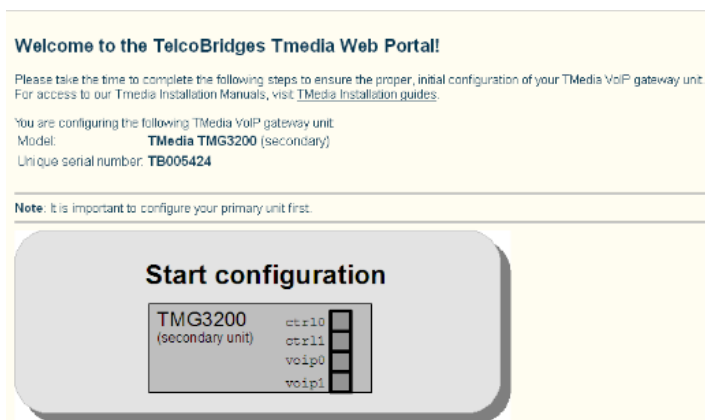 Welcome to the TelcoBridges Tmedia Web Portal!
Please take the time to complete the following steps to ensure the proper, initial configuration of your TMedia VoIP gateway unit.
For access to our Tmedia Installation Manuals, visit TMedia Installation guides.
You are configuring the following TMedia VoIP gateway unit:
Model: TMedia TMG3200 (secondary)
Unique serial number: TB005424
Note: It is important to configure your primary unit first.
Start configuration
TMG3200 ctrl0
(secondary unit) ctrl1
voip0
voip1